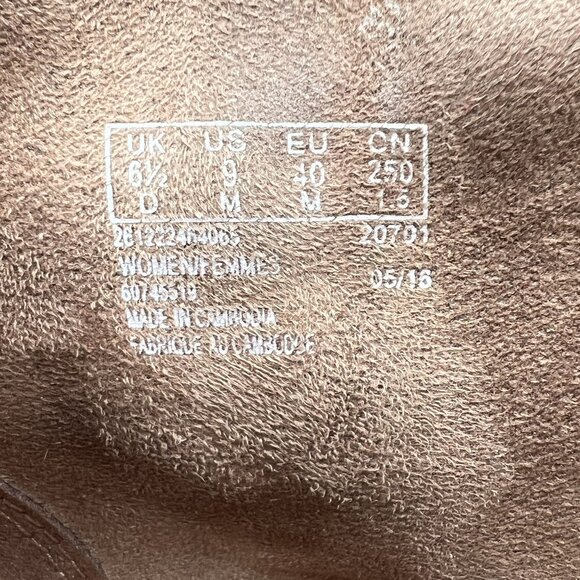 UK US EU CN
6½ 9 40 250
D M M 1.5
20701
WOMEN/FEMMES 05/16
MADE IN CAMBODIA
FABRIQUE AU CAMBODGE